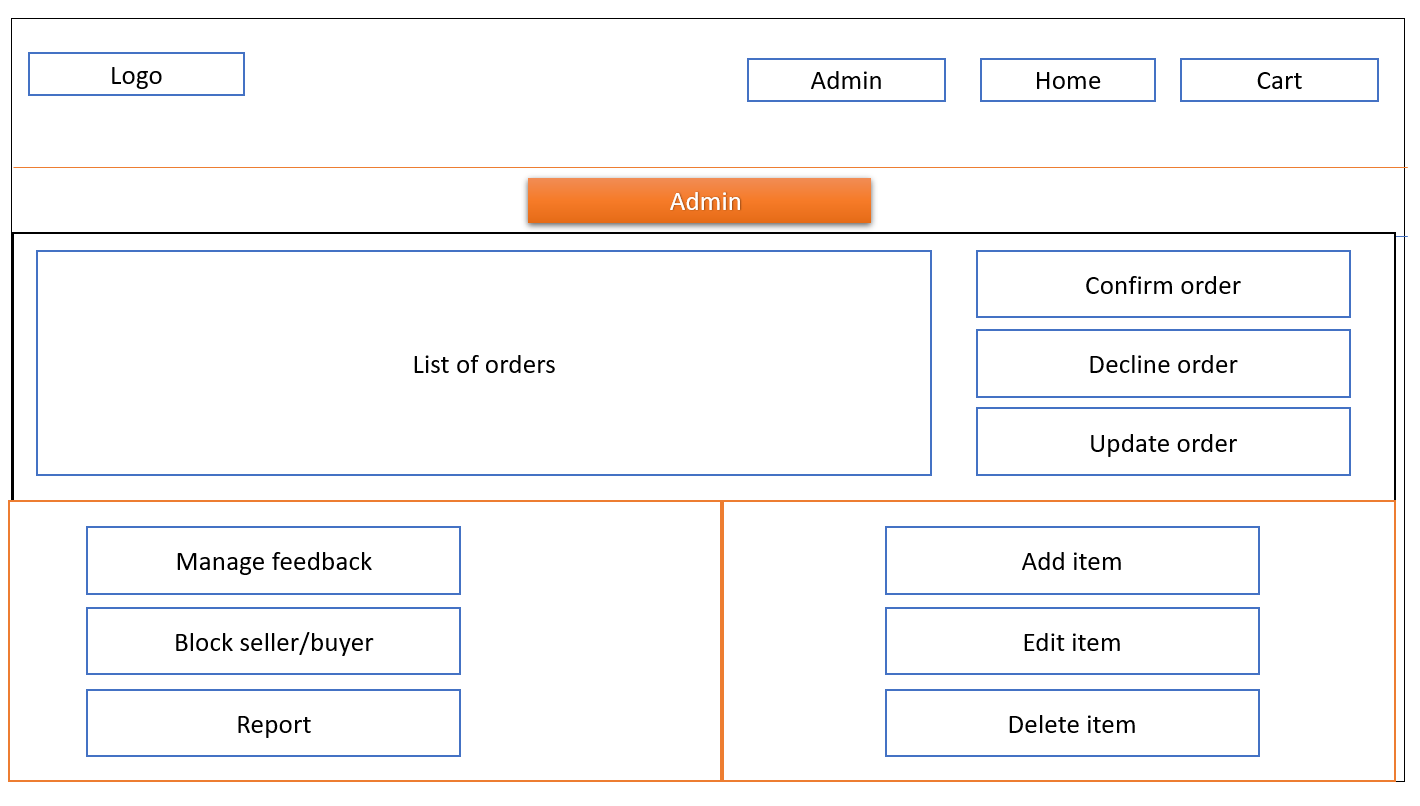 Logo
Admin
Home
Cart
Admin
List of orders
Confirm order
Decline order
Update order
Manage feedback
Block seller/buyer
Report
Add item
Edit item
Delete item